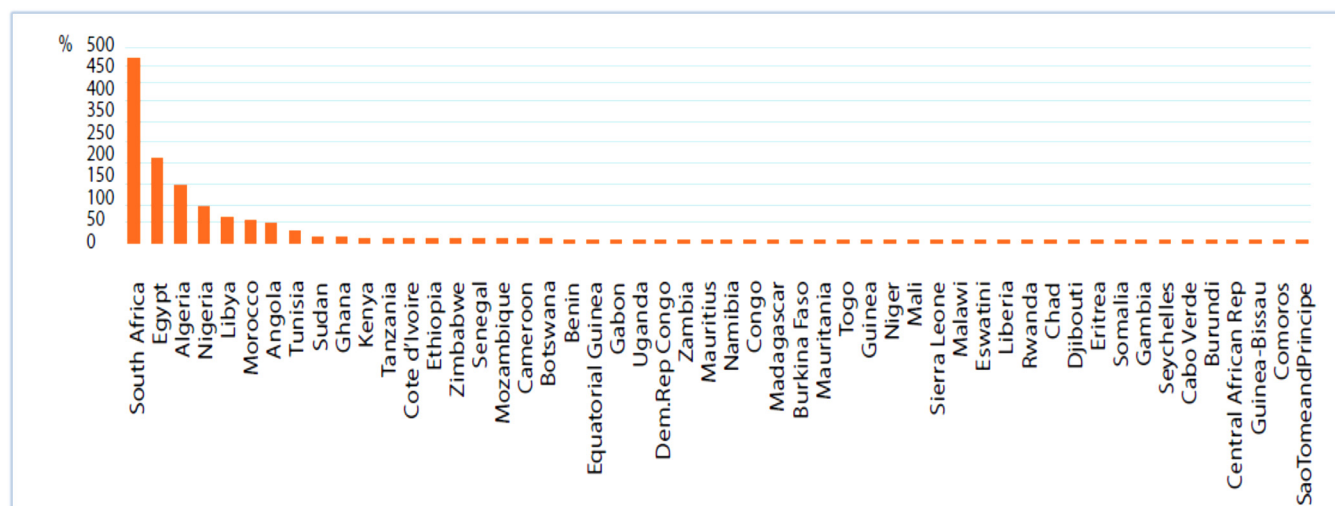 % 500
450
400
350
250
200
150
100
50
0
South Africa
Egypt
Algeria
Nigeria
Libya
Morocco
Angola
Tunisia
Sudan
Ghana
Kenya
Tanzania
Cote d'Ivoire
Ethiopia
Zimbabwe
Senegal
Mozambique
Cameroon
Botswana
Benin
Equatorial Guinea
Gabon
Uganda
Dem.Rep Congo
Zambia
Mauritius
Namibia
Congo
Madagascar
Burkina Faso
Mauritania
Togo
Guinea
Niger
Mali
Sierra Leone
Malawi
Eswatini
Liberia
Rwanda
Chad
Djibouti
Eritrea
Somalia
Gambia
Seychelles
Cabo Verde
Burundi
Central African Rep
Guinea-Bissau
Comoros
SaoTomeandPrincipe